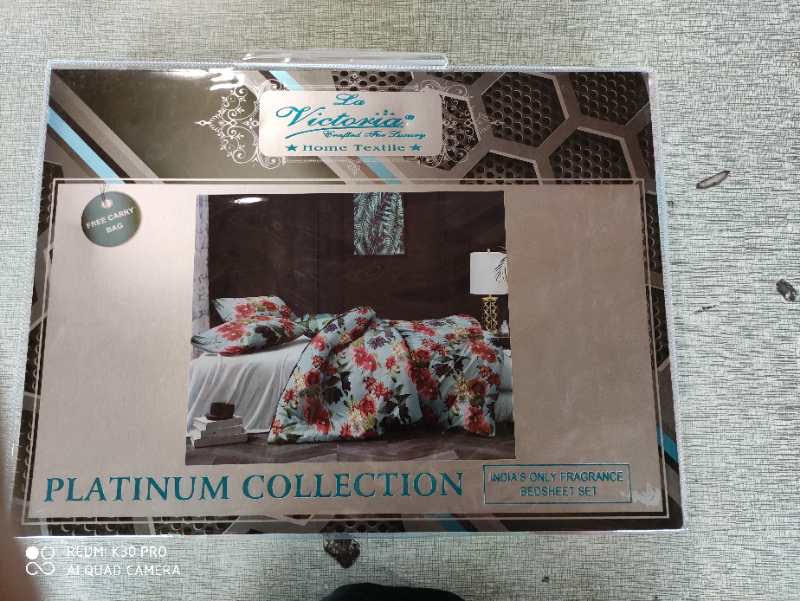 La
Victoria
Crafted For Luxury
★ Home Textile ★
FREE CARRY
BAG
PLATINUM COLLECTION
INDIA'S ONLY FRAGRANCE
BEDSHEET SET
REDMI K30 PRO
AI QUAD CAMERA